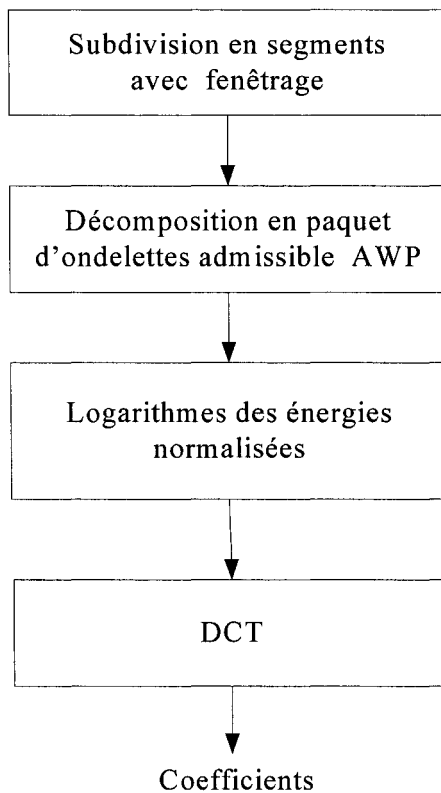 Subdivision en segments
avec fenêtrage
Décomposition en paquet
d'ondelettes admissible AWP
Logarithmes des énergies
normalisées
DCT
Coefficients